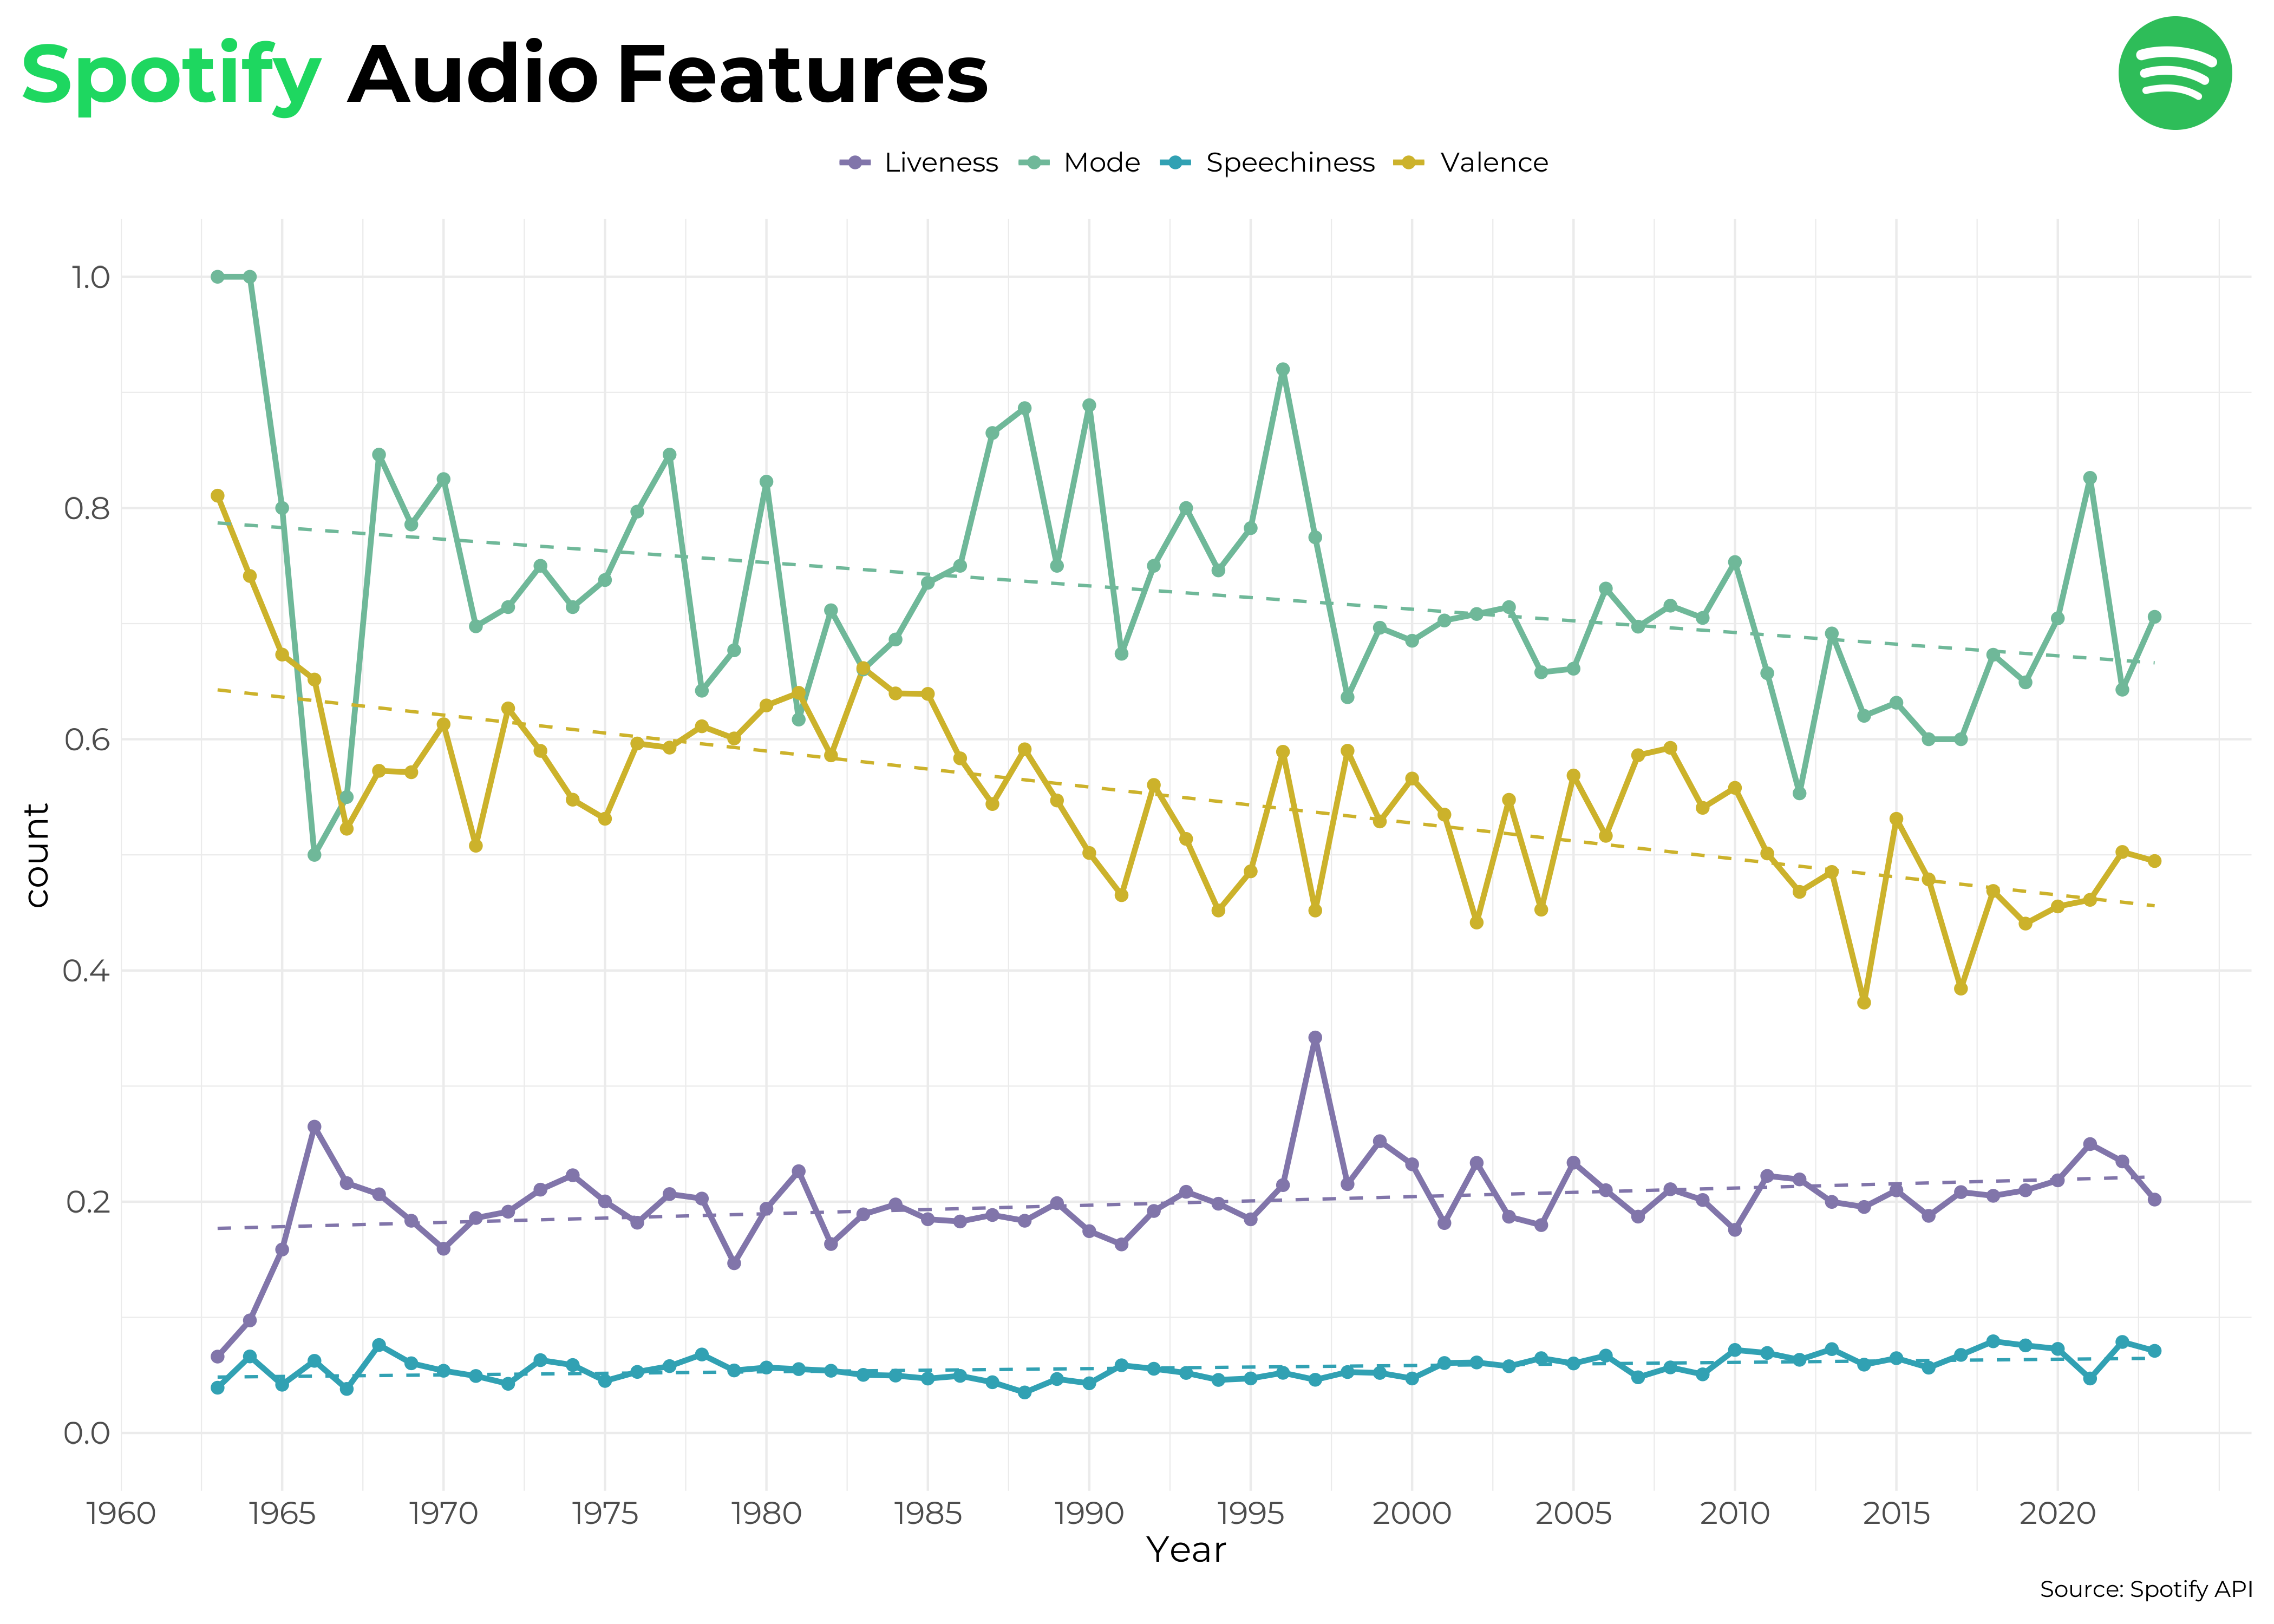 Spotify Audio Features
Liveness Mode Speechiness Valence
1.0
0.8
0.6
0.4
0.2
0.0
count
1960 1965 1970 1975 1980 1985 1990 1995 2000 2005 2010 2015 2020
Year
Source: Spotify API